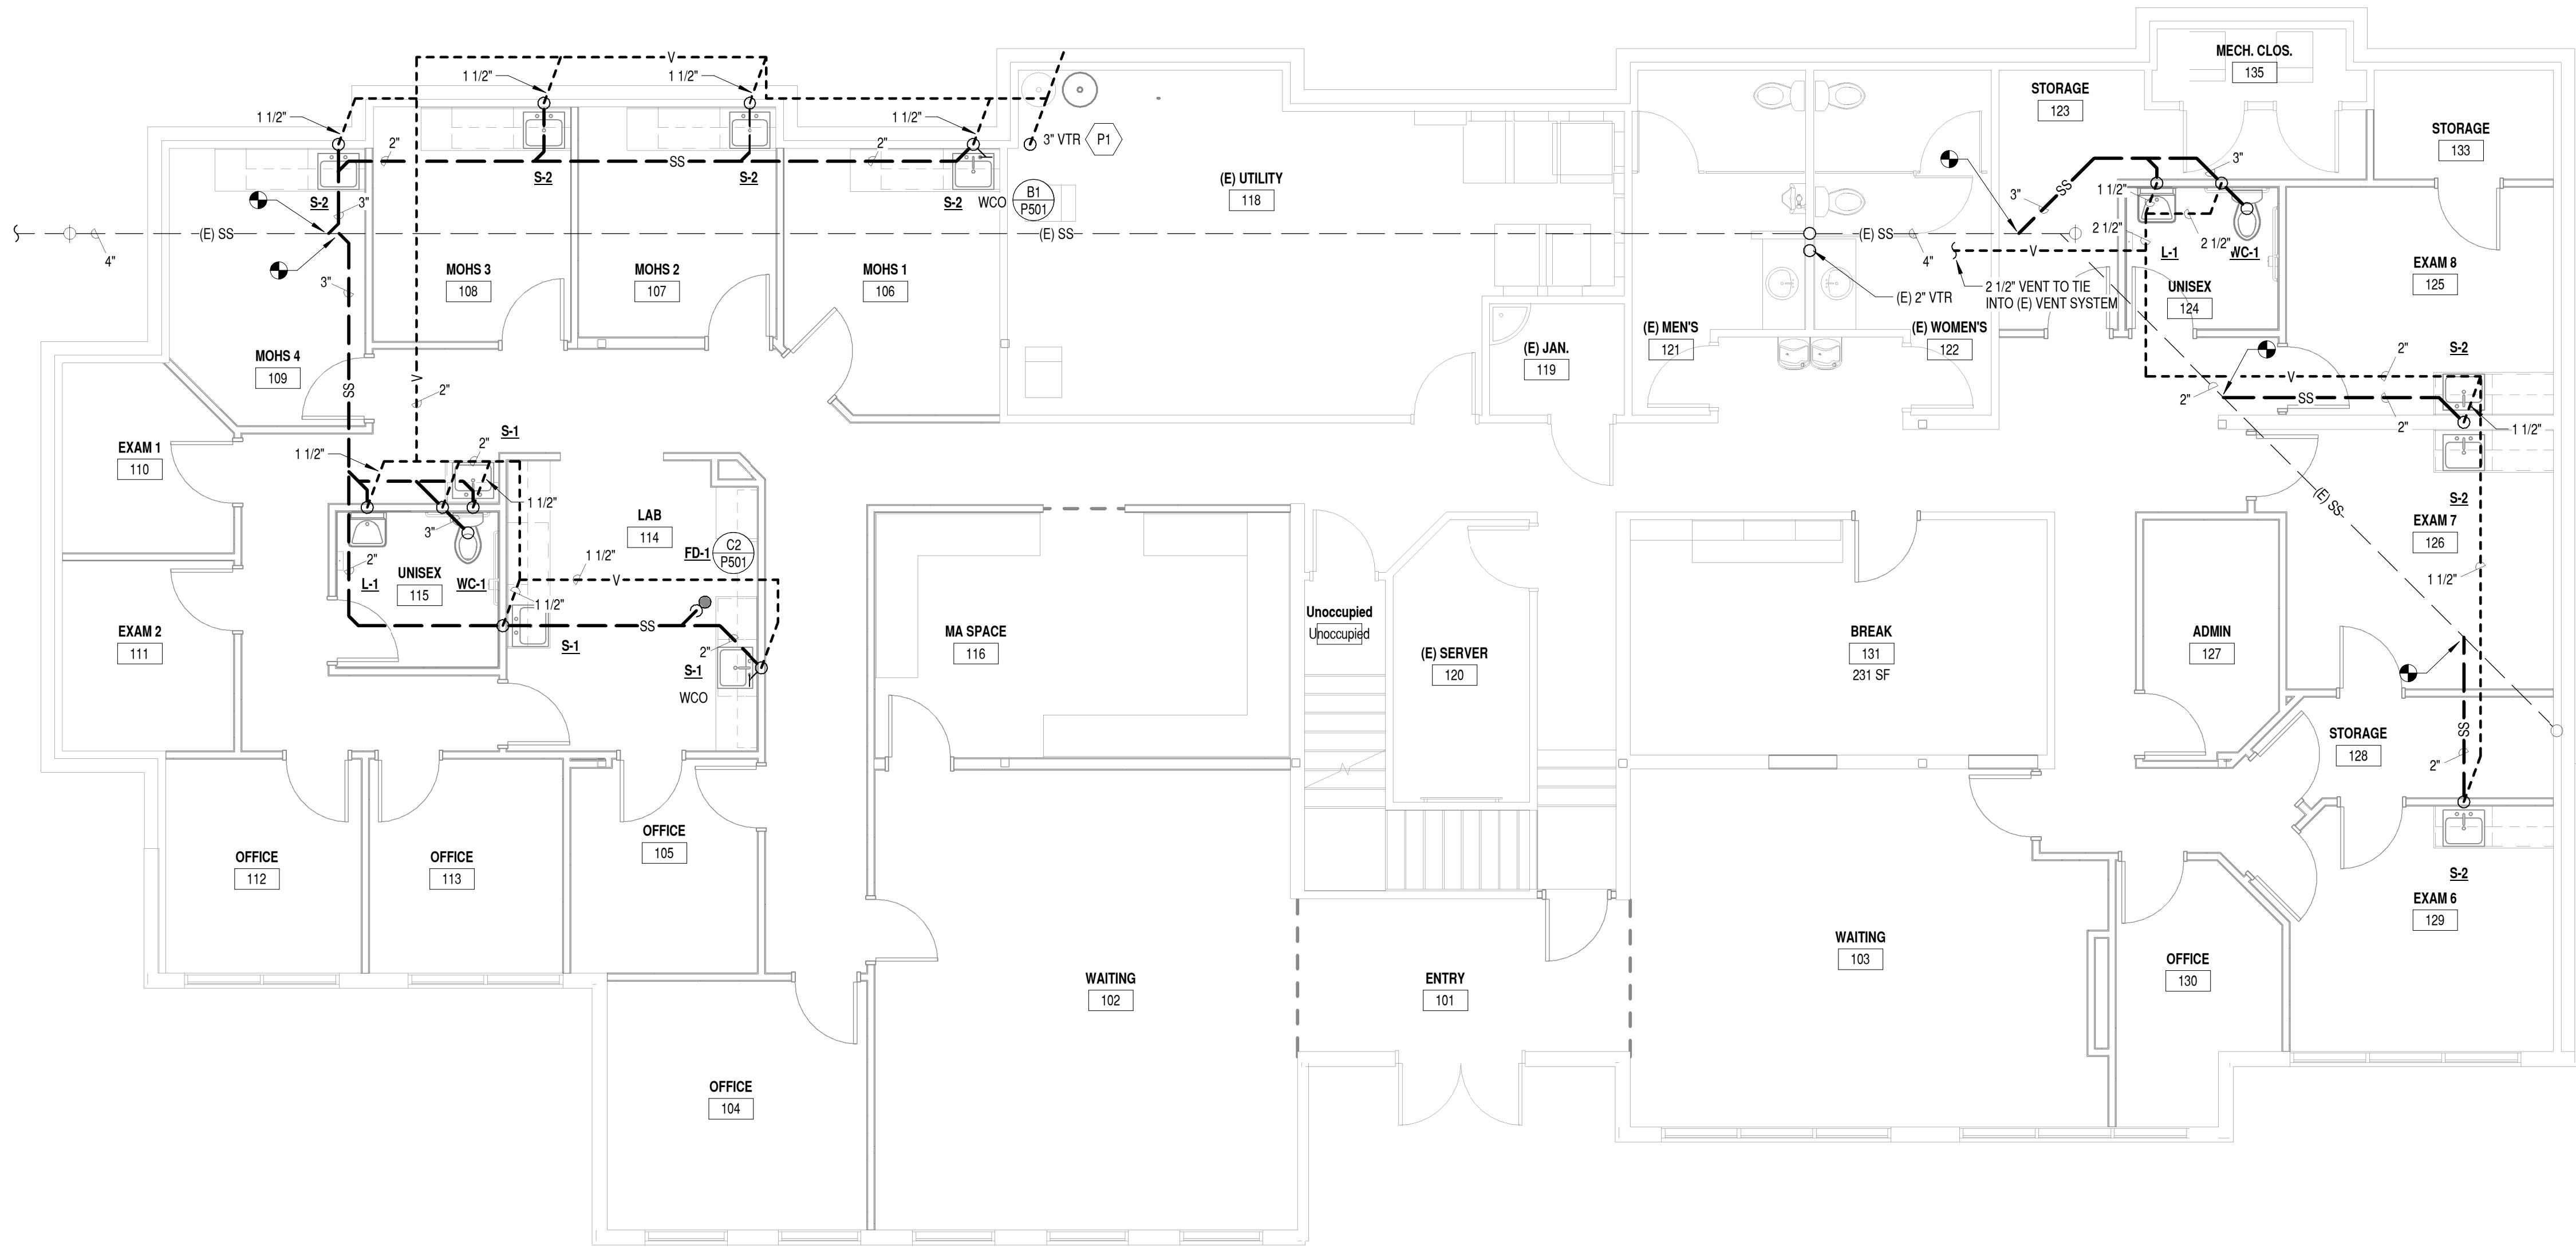 V
1 1/2"
1 1/2"
1 1/2"
1 1/2"
2"
2"
SS
3" VTR
P1
S-2
S-2
S-2
S-2
WCO
B1
P501
3"
(E) SS
4"
3"
(E) SS
MOHS 3
108
MOHS 2
107
MOHS 1
106
MOHS 4
109
SS
V
2"
(E) UTILITY
118
(E) JAN.
119
(E) MEN'S
121
(E) WOMEN'S
122
(E) SS
4"
(E) 2" VTR
MECH. CLOS.
135
STORAGE
123
STORAGE
133
3"
SS
3"
1 1/2"
2 1/2"
2 1/2"
V
L-1
WC-1
2 1/2" VENT TO TIE
INTO (E) VENT SYSTEM
UNISEX
124
EXAM 8
125
2"
S-2
V
2"
SS
2"
1 1/2"
S-2
(E) SS
EXAM 7
126
1 1/2"
EXAM 1
110
1 1/2"
2"
S-1
1 1/2"
3"
2"
L-1
UNISEX
115
WC-1
LAB
114
FD-1
C2
P501
1 1/2"
V
1 1/2"
SS
S-1
2"
S-1
WCO
EXAM 2
111
MA SPACE
116
Unoccupied
Unoccupied
(E) SERVER
120
BREAK
131
231 SF
ADMIN
127
STORAGE
128
SS
2"
S-2
EXAM 6
129
OFFICE
112
OFFICE
113
OFFICE
105
WAITING
102
ENTRY
101
WAITING
103
OFFICE
130
OFFICE
104